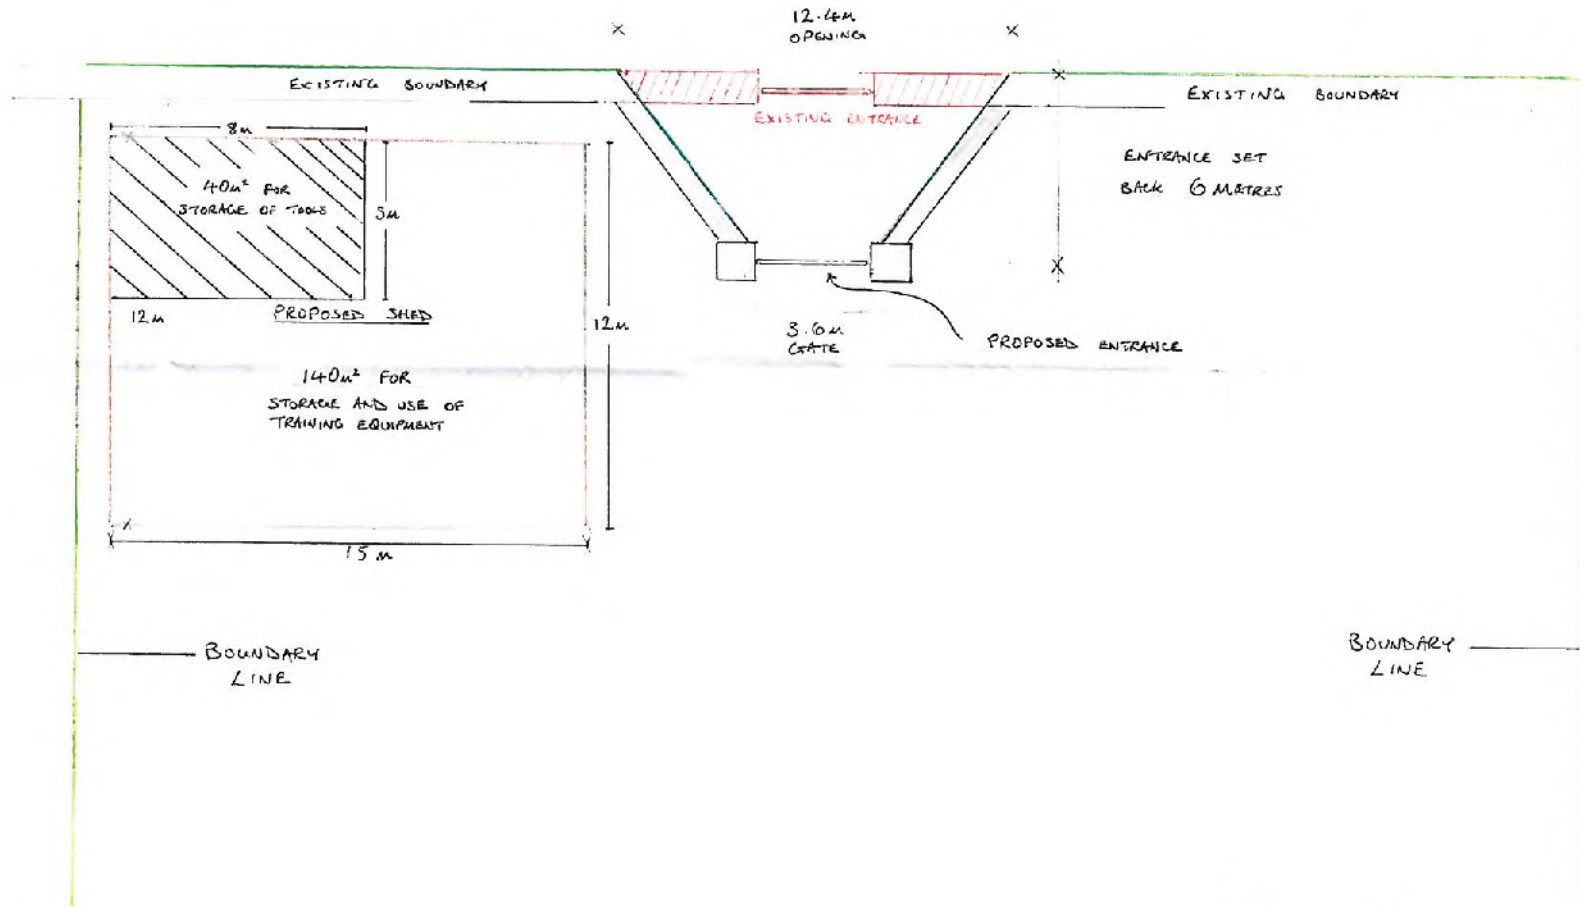 12.4M
OPENING
EXISTING BOUNDARY
EXISTING BOUNDARY
EXISTING ENTRANCE
8M
40M² FOR
STORAGE OF TOOLS
5M
ENTRANCE SET
BACK 6 METRES
12M
PROPOSED SHED
12M
3.6M
GATE
PROPOSED ENTRANCE
140M² FOR
STORAGE AND USE OF
TRAINING EQUIPMENT
15M
BOUNDARY
LINE
BOUNDARY
LINE